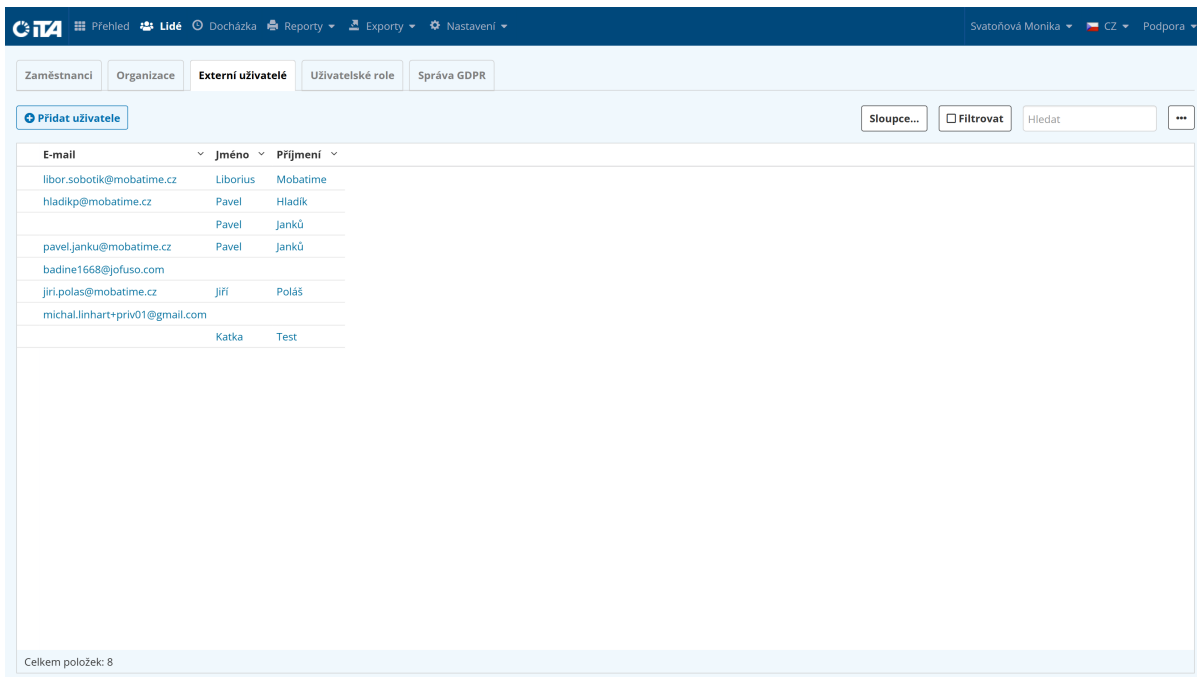 iTA Přehled Lidé Docházka Reporty Exporty Nastavení Svatoňová Monika CZ Podpora
Zaměstnanci Organizace Externí uživatelé Uživatelské role Správa GDPR
Přidat uživatele Sloupce... Filtrovat Hledat
E-mail Jméno Příjmení
libor.sobotik@mobatime.cz Liborius Mobatime
hladikp@mobatime.cz Pavel Hladík
Pavel Janků
pavel.janku@mobatime.cz Pavel Janků
badine1668@jofuso.com
jiri.polas@mobatime.cz Jiří Poláš
michal.linhart+priv01@gmail.com
Katka Test
Celkem položek: 8